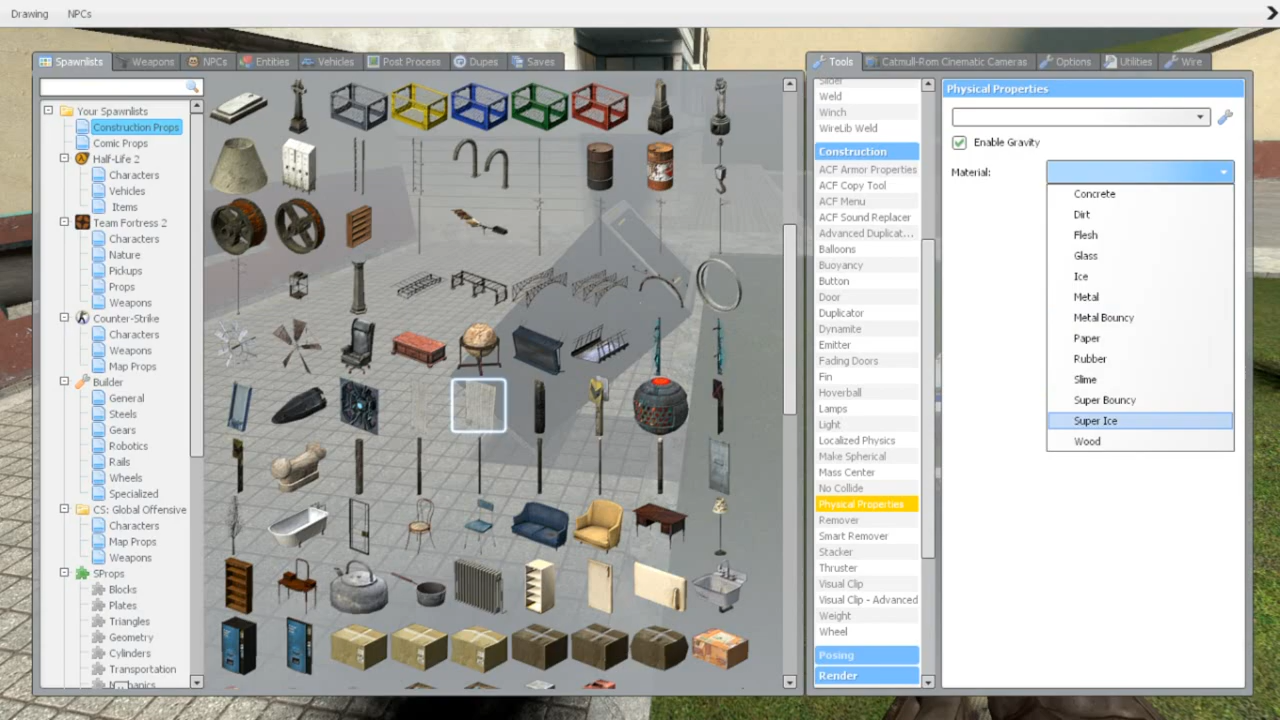 Drawing NPCs
Spawnlists Weapons NPCs Entities Vehicles Post Process Dupes Saves
Your Spawnlists
Construction Props
Comic Props
Half-Life 2
Characters
Vehicles
Items
Team Fortress 2
Characters
Nature
Pickups
Props
Weapons
Counter-Strike
Characters
Weapons
Map Props
Builder
General
Steels
Gears
Robotics
Rails
Wheels
Specialized
CS: Global Offensive
Characters
Map Props
Weapons
SProps
Blocks
Plates
Triangles
Geometry
Cylinders
Transportation
Tools Catmull-Rom Cinematic Cameras Options Utilities Wire
Slider
Weld
Winch
WireLib Weld
Construction
ACF Armor Properties
ACF Copy Tool
ACF Menu
ACF Sound Replacer
Advanced Duplicat...
Balloons
Buoyancy
Button
Door
Duplicator
Dynamite
Emitter
Fading Doors
Fin
Hoverball
Lamps
Light
Localized Physics
Make Spherical
Mass Center
No Collide
Physical Properties
Remover
Smart Remover
Stacker
Thruster
Visual Clip
Visual Clip - Advanced
Weight
Wheel
Posing
Render
Physical Properties
Enable Gravity
Material:
Concrete
Dirt
Flesh
Glass
Ice
Metal
Metal Bouncy
Paper
Rubber
Slime
Super Bouncy
Super Ice
Wood